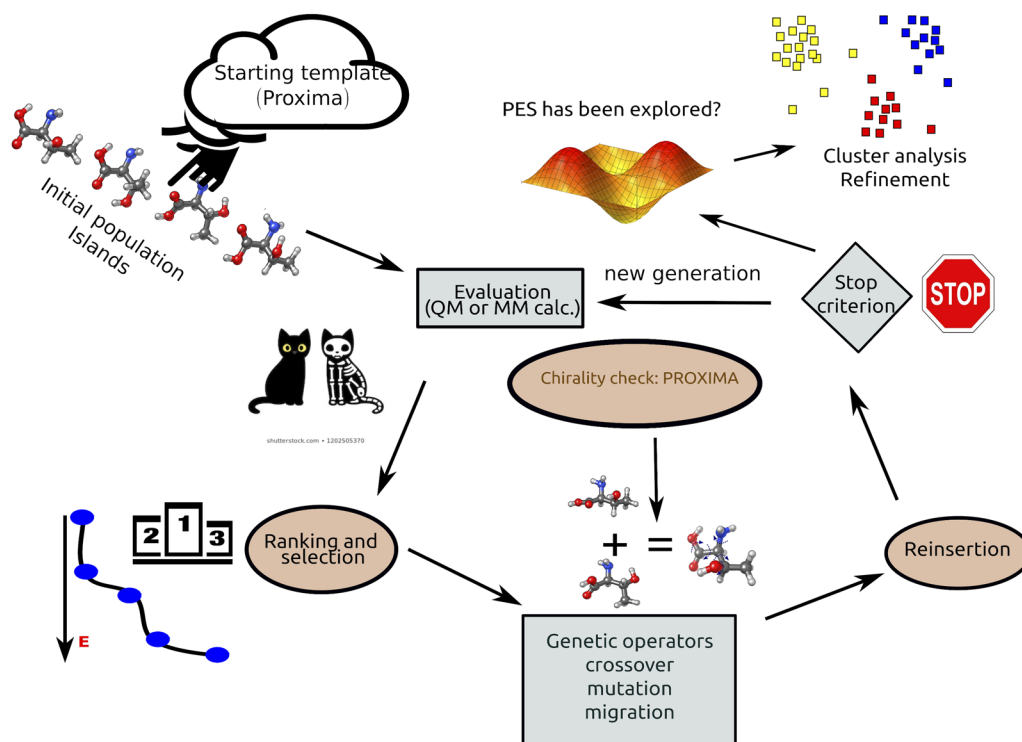 Starting template
(Proxima)
Initial population
Islands
PES has been explored?
Cluster analysis
Refinement
Evaluation
(QM or MM calc.)
new generation
Stop
criterion
STOP
Chirality check: PROXIMA
shutterstock.com • 1202505370
2 1 3
Ranking and
selection
E
+ =
Reinsertion
Genetic operators
crossover
mutation
migration